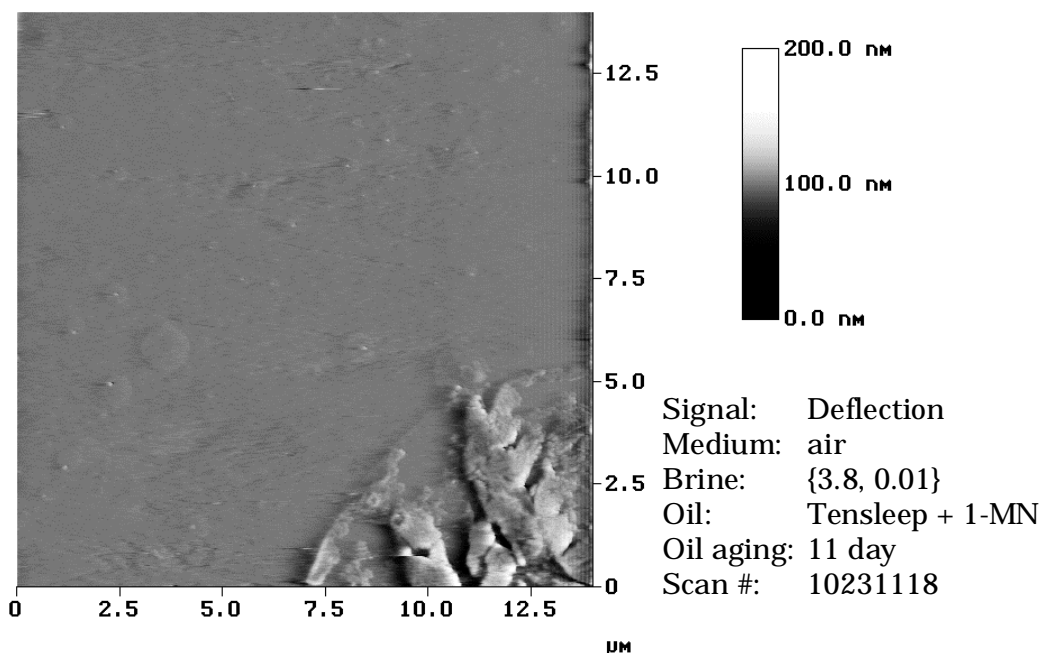 200.0 nM
12.5
10.0
100.0 nM
7.5
0.0 nM
5.0
2.5
0
Signal: Deflection
Medium: air
Brine: {3.8, 0.01}
Oil: Tensleep + 1-MN
Oil aging: 11 day
Scan #: 10231118
0 2.5 5.0 7.5 10.0 12.5
μM